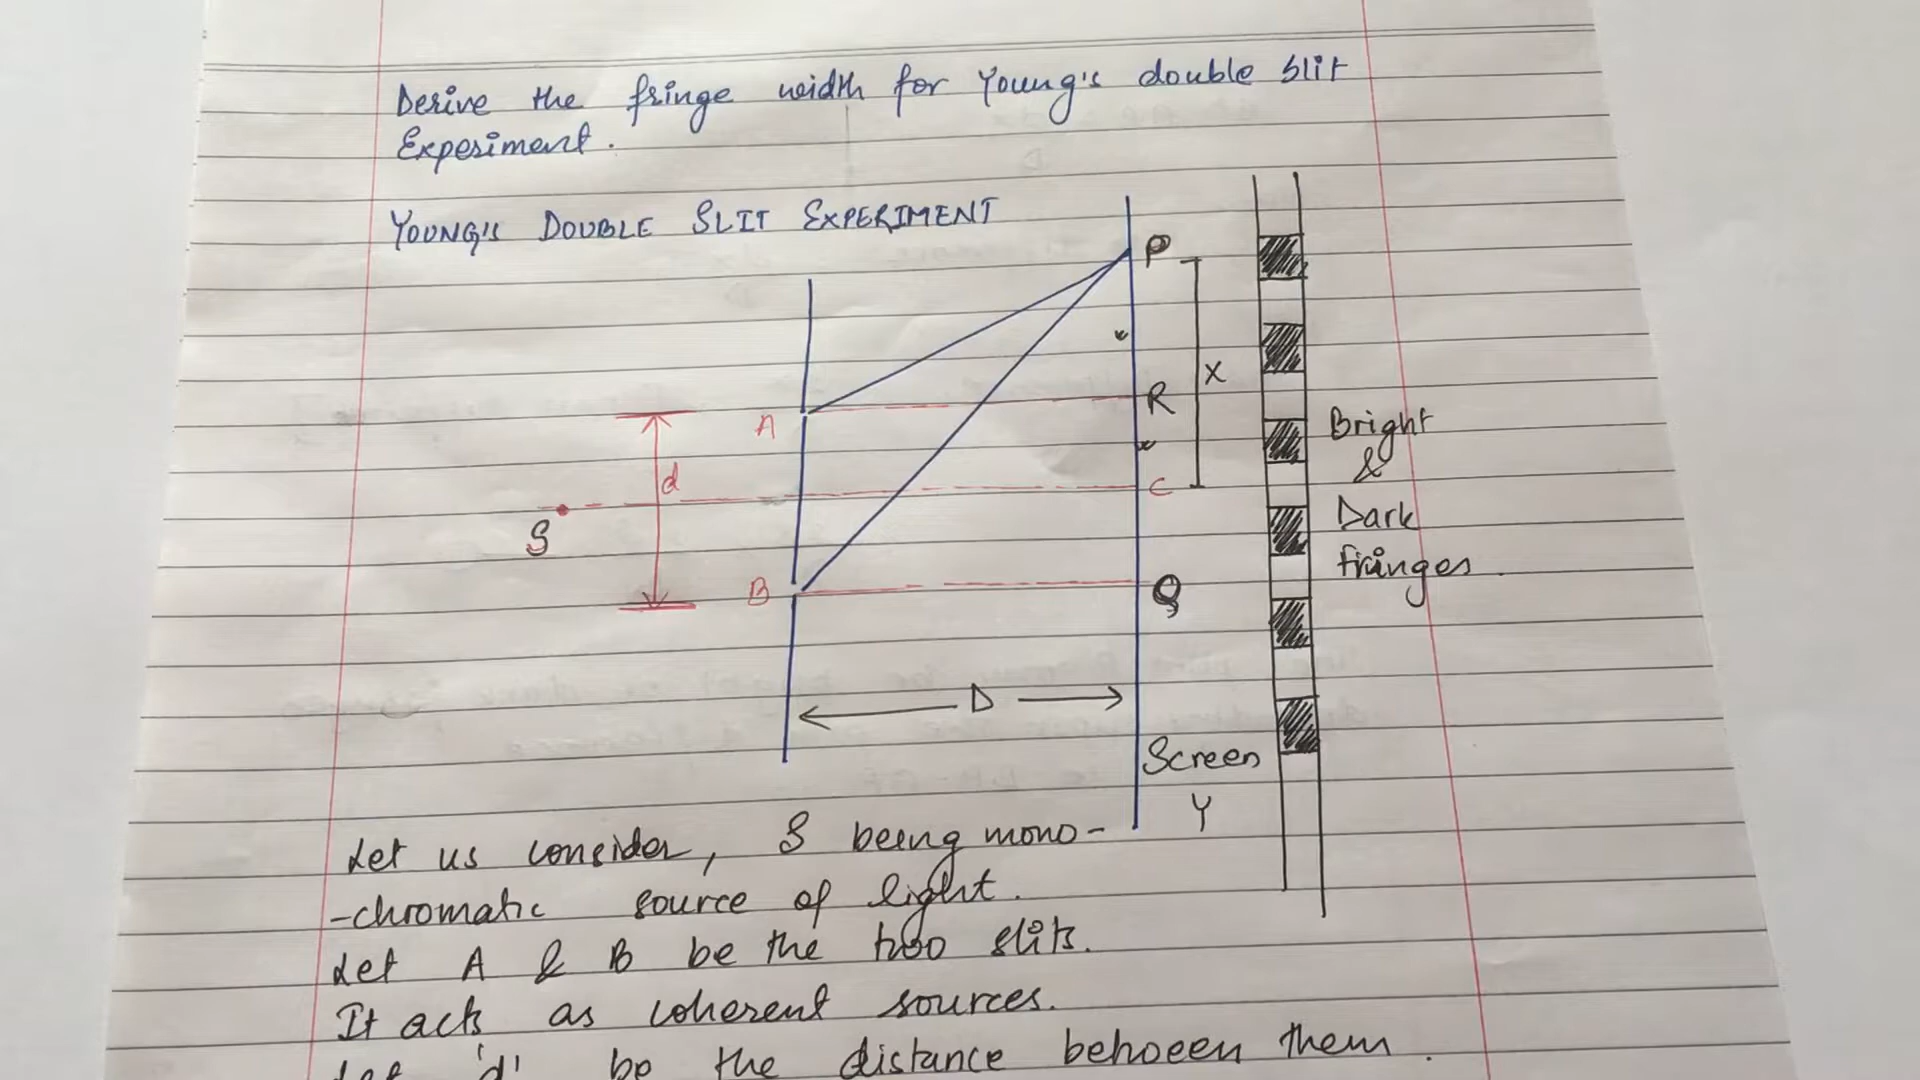 Derive the fringe width for Young's double slit
Experiment.
YOUNG'S DOUBLE SLIT EXPERIMENT
P
X
R
A
d
C
S
B
Q
Bright
&
Dark
fringes.
D
Screen
Y
Let us consider, S being mono-
-chromatic source of light.
Let A & B be the two slits.
It acts as coherent sources.
Let 'd' be the distance between them.